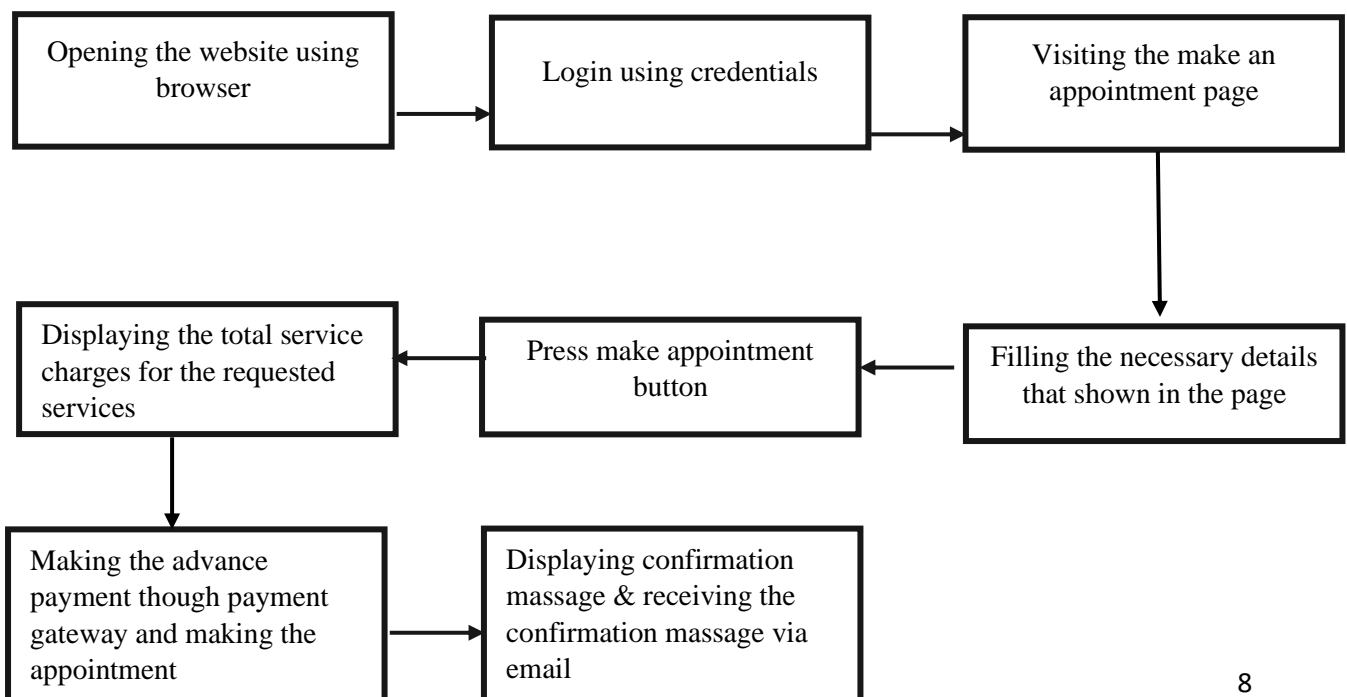 Opening the website using
browser
Login using credentials
Visiting the make an
appointment page
Filling the necessary details
that shown in the page
Press make appointment
button
Displaying the total service
charges for the requested
services
Making the advance
payment though payment
gateway and making the
appointment
Displaying confirmation
massage & receiving the
confirmation massage via
email
8